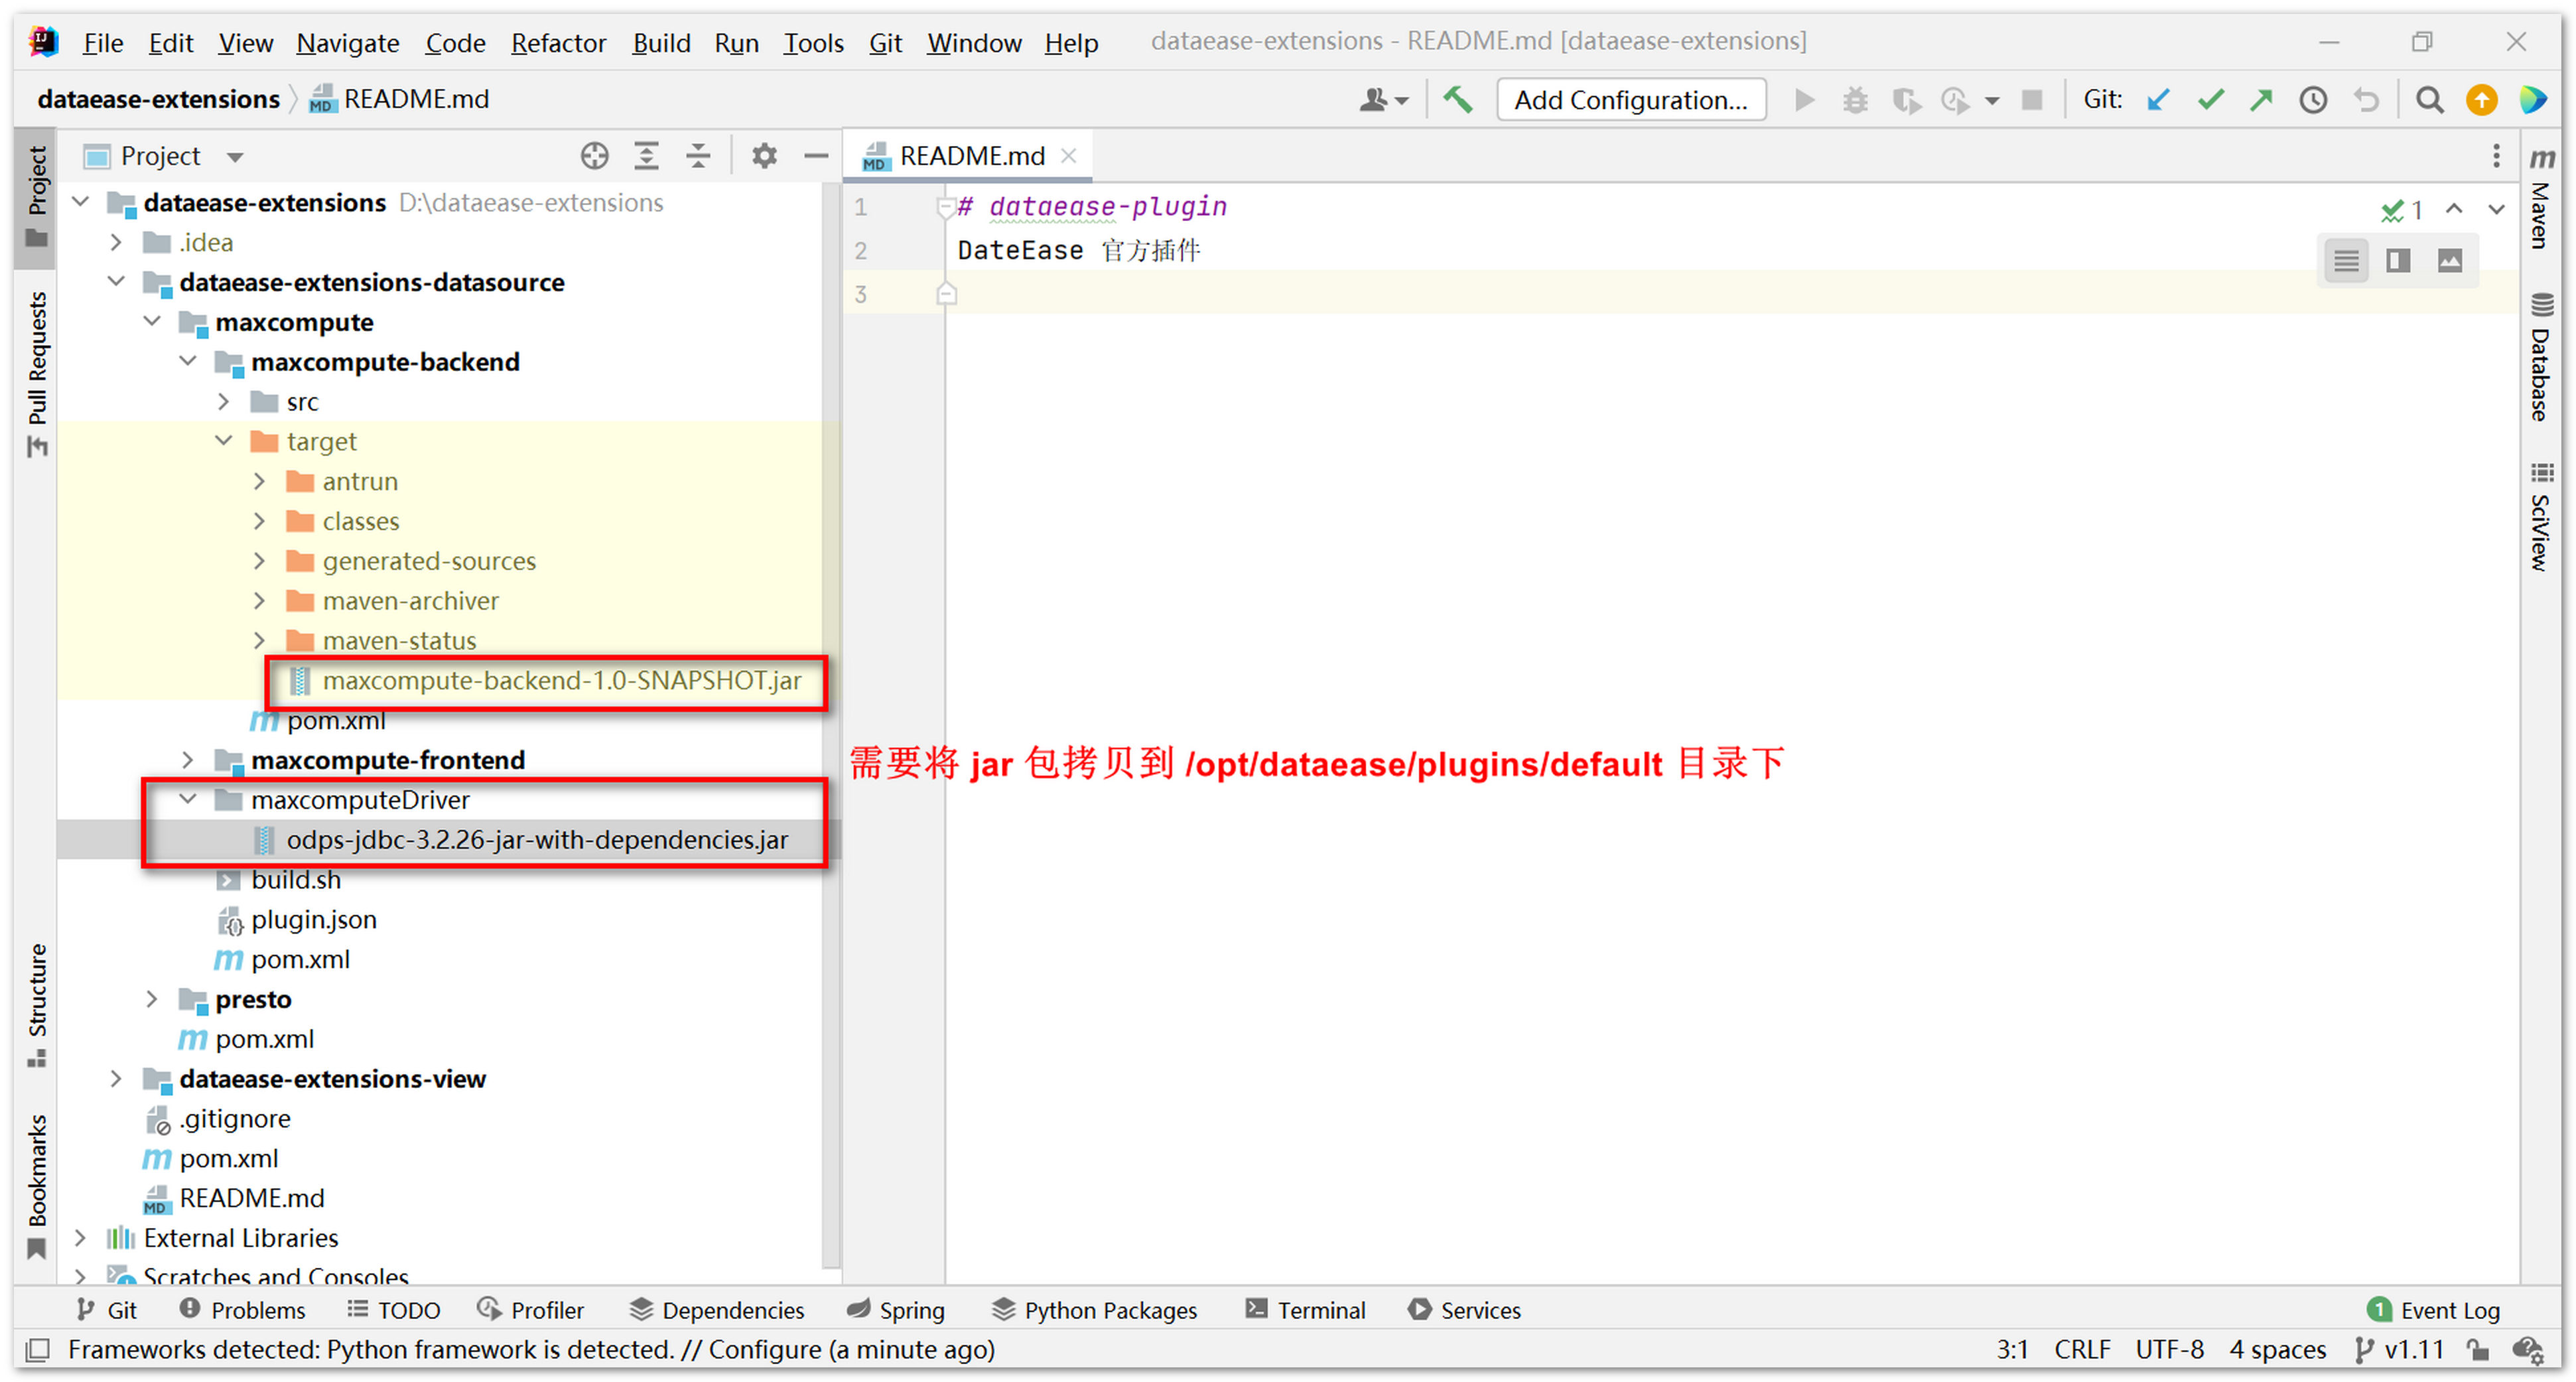 File Edit View Navigate Code Refactor Build Run Tools Git Window Help dataease-extensions - README.md [dataease-extensions]
dataease-extensions README.md Add Configuration... Git:
Project
README.md
Project
Pull Requests
Structure
Bookmarks
dataease-extensions D:\dataease-extensions
.idea
dataease-extensions-datasource
maxcompute
maxcompute-backend
src
target
antrun
classes
generated-sources
maven-archiver
maven-status
maxcompute-backend-1.0-SNAPSHOT.jar
pom.xml
maxcompute-frontend
maxcomputeDriver
odps-jdbc-3.2.26-jar-with-dependencies.jar
build.sh
plugin.json
pom.xml
presto
pom.xml
dataease-extensions-view
.gitignore
pom.xml
README.md
External Libraries
Scratches and Consoles
1 # dataease-plugin
2 DateEase 官方插件
3
1
需要将 jar 包拷贝到 /opt/dataease/plugins/default 目录下
Maven
Database
SciView
Git Problems TODO Profiler Dependencies Spring Python Packages Terminal Services 1 Event Log
Frameworks detected: Python framework is detected. // Configure (a minute ago) 3:1 CRLF UTF-8 4 spaces v1.11